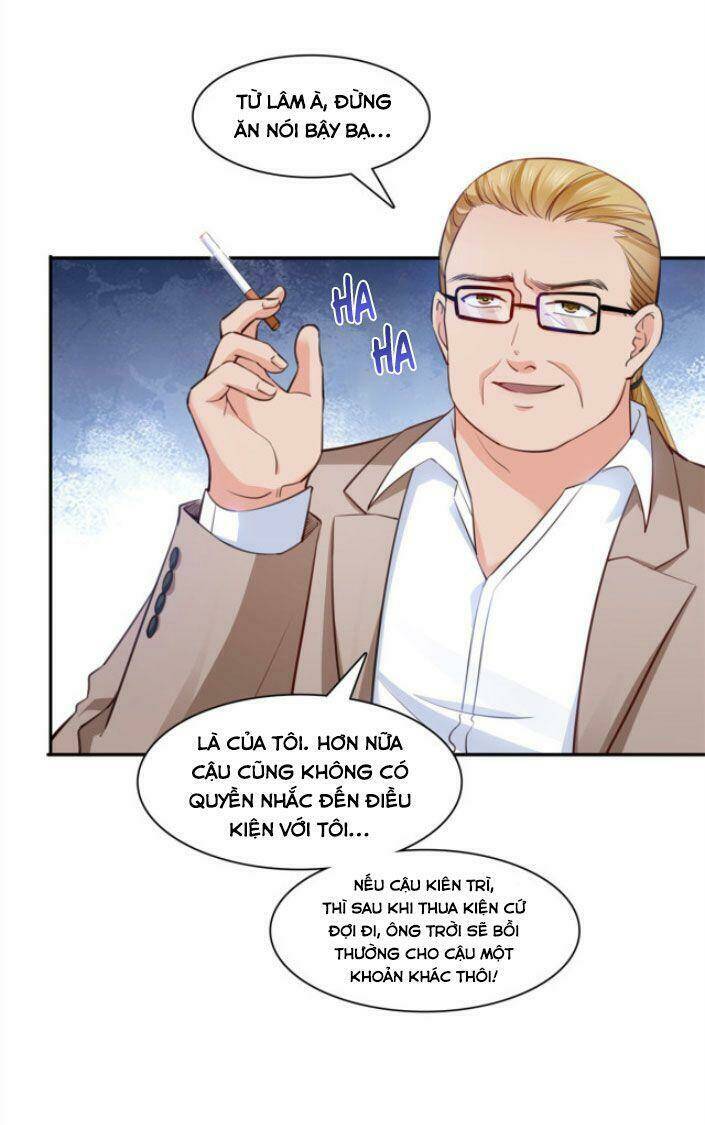 TỪ LÂM À, ĐỪNG
ĂN NÓI BẬY BẠ...
HA
HA
LÀ CỦA TÔI. HƠN NỮA
CẬU CŨNG KHÔNG CÓ
QUYỀN NHẮC ĐẾN ĐIỀU
KIỆN VỚI TÔI...
NẾU CẬU KIÊN TRÌ,
THÌ SAU KHI THUA KIỆN CỨ
ĐỢI ĐI, ÔNG TRỜI SẼ BỒI
THƯỜNG CHO CẬU MỘT
KHOẢN KHÁC THÔI!